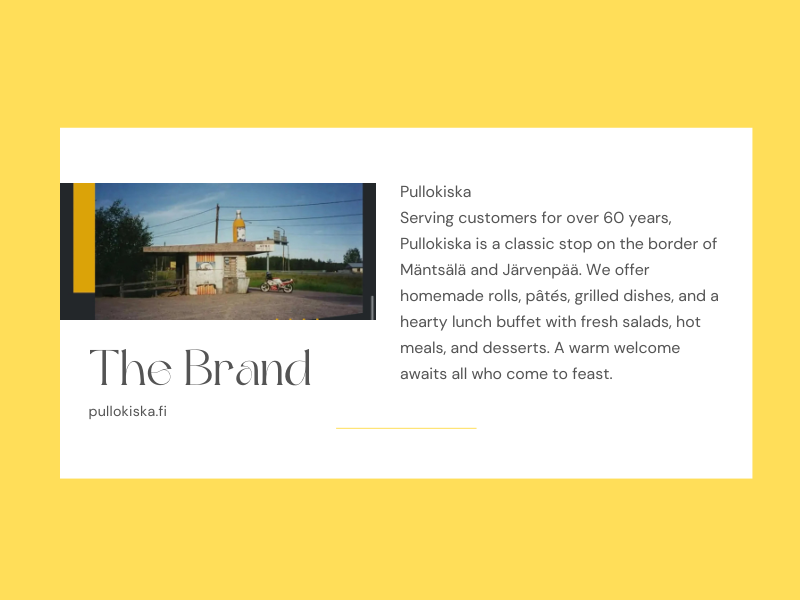 Pullokiska
Serving customers for over 60 years,
Pullokiska is a classic stop on the border of
Mäntsälä and Järvenpää. We offer
homemade rolls, pâtés, grilled dishes, and a
hearty lunch buffet with fresh salads, hot
meals, and desserts. A warm welcome
awaits all who come to feast.
The Brand
pullokiska.fi